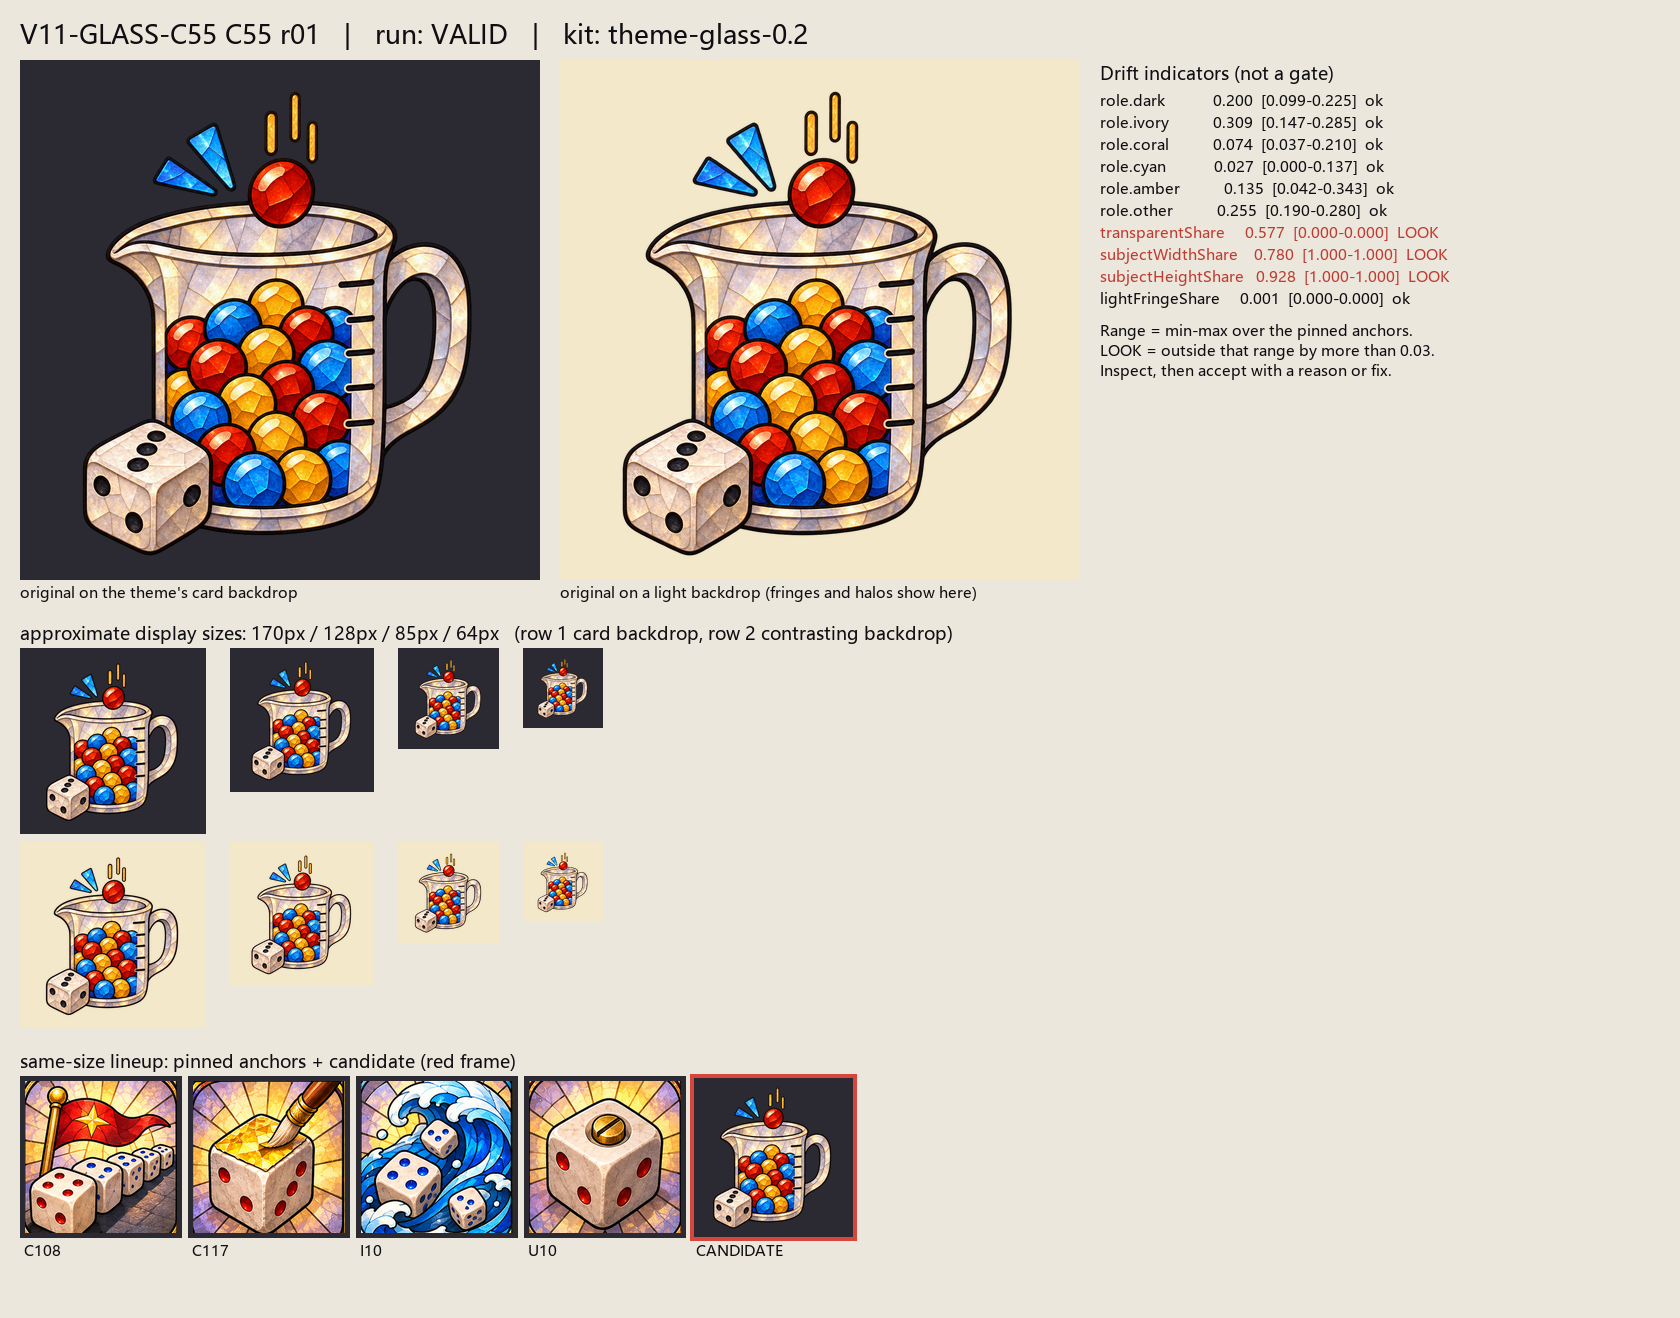 V11-GLASS-C55 C55 r01 | run: VALID | kit: theme-glass-0.2
Drift indicators (not a gate)
role.dark 0.200 [0.099-0.225] ok
role.ivory 0.309 [0.147-0.285] ok
role.coral 0.074 [0.037-0.210] ok
role.cyan 0.027 [0.000-0.137] ok
role.amber 0.135 [0.042-0.343] ok
role.other 0.255 [0.190-0.280] ok
transparentShare 0.577 [0.000-0.000] LOOK
subjectWidthShare 0.780 [1.000-1.000] LOOK
subjectHeightShare 0.928 [1.000-1.000] LOOK
lightFringeShare 0.001 [0.000-0.000] ok
Range = min-max over the pinned anchors.
LOOK = outside that range by more than 0.03.
Inspect, then accept with a reason or fix.
original on the theme's card backdrop
original on a light backdrop (fringes and halos show here)
approximate display sizes: 170px / 128px / 85px / 64px (row 1 card backdrop, row 2 contrasting backdrop)
same-size lineup: pinned anchors + candidate (red frame)
C108
C117
I10
U10
CANDIDATE